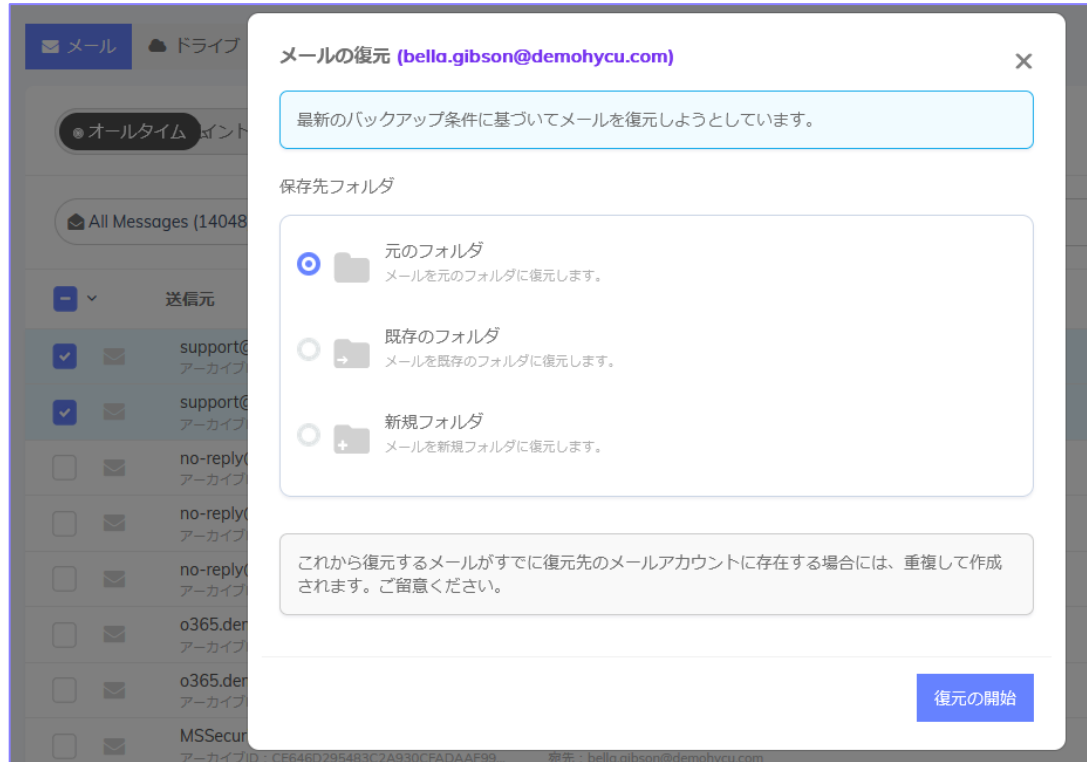 メール
ドライブ
メールの復元 (bella.gibson@demohycu.com)
最新のバックアップ条件に基づいてメールを復元しようとしています。
オールタイム
イント
保存先フォルダ
All Messages (14048
元のフォルダ
メールを元のフォルダに復元します。
送信元
既存のフォルダ
メールを既存のフォルダに復元します。
support@
アーカイブI
support@
アーカイブI
新規フォルダ
メールを新規フォルダに復元します。
no-reply(
アーカイブI
no-reply(
アーカイブI
これから復元するメールがすでに復元先のメールアカウントに存在する場合には、重複して作成
されます。ご留意ください。
no-reply(
アーカイブI
o365.der
アーカイブI
o365.der
アーカイブI
復元の開始
MSSecur
アーカイブID : CE646D295483C2A930CFADAAF99...
宛先 : bella.gibson@demohycu.com